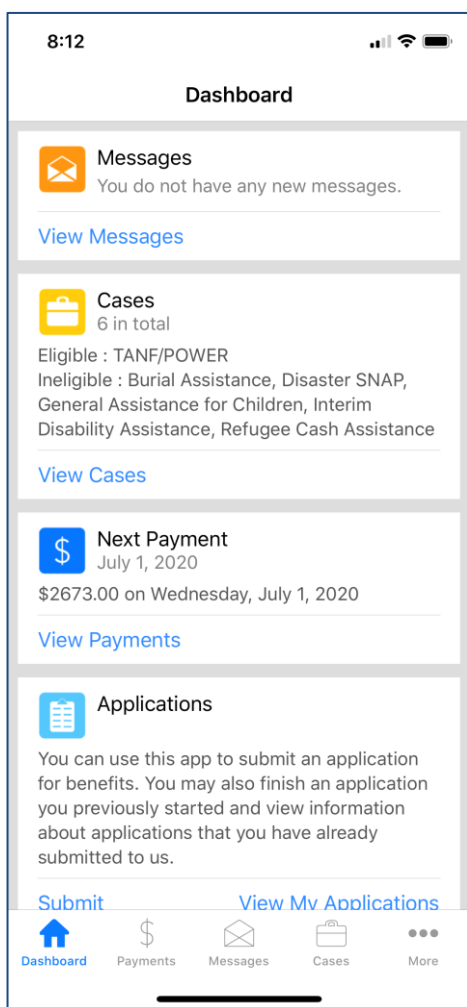 8:12
Dashboard
Messages
You do not have any new messages.
View Messages
Cases
6 in total
Eligible : TANF/POWER
Ineligible : Burial Assistance, Disaster SNAP,
General Assistance for Children, Interim
Disability Assistance, Refugee Cash Assistance
View Cases
$
Next Payment
July 1, 2020
$2673.00 on Wednesday, July 1, 2020
View Payments
Applications
You can use this app to submit an application
for benefits. You may also finish an application
you previously started and view information
about applications that you have already
submitted to us.
Submit View My Applications
$
Dashboard Payments Messages Cases More